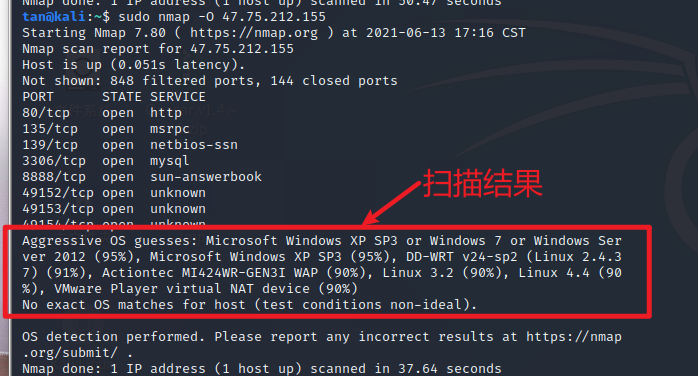 Nmap done: 1 IP address (1 host up) scanned in 50.47 seconds
tan@kali:~$ sudo nmap -O 47.75.212.155
Starting Nmap 7.80 ( https://nmap.org ) at 2021-06-13 17:16 CST
Nmap scan report for 47.75.212.155
Host is up (0.051s latency).
Not shown: 848 filtered ports, 144 closed ports
PORT STATE SERVICE
80/tcp open http
135/tcp open msrpc
139/tcp open netbios-ssn
3306/tcp open mysql
8888/tcp open sun-answerbook
扫描结果
49152/tcp open unknown
49153/tcp open unknown
49154/tcp open unknown
Aggressive OS guesses: Microsoft Windows XP SP3 or Windows 7 or Windows Ser
ver 2012 (95%), Microsoft Windows XP SP3 (95%), DD-WRT v24-sp2 (Linux 2.4.3
7) (91%), Actiontec MI424WR-GEN3I WAP (90%), Linux 3.2 (90%), Linux 4.4 (90
%), VMware Player virtual NAT device (90%)
No exact OS matches for host (test conditions non-ideal).
OS detection performed. Please report any incorrect results at https://nmap
.org/submit/ .
Nmap done: 1 IP address (1 host up) scanned in 37.64 seconds